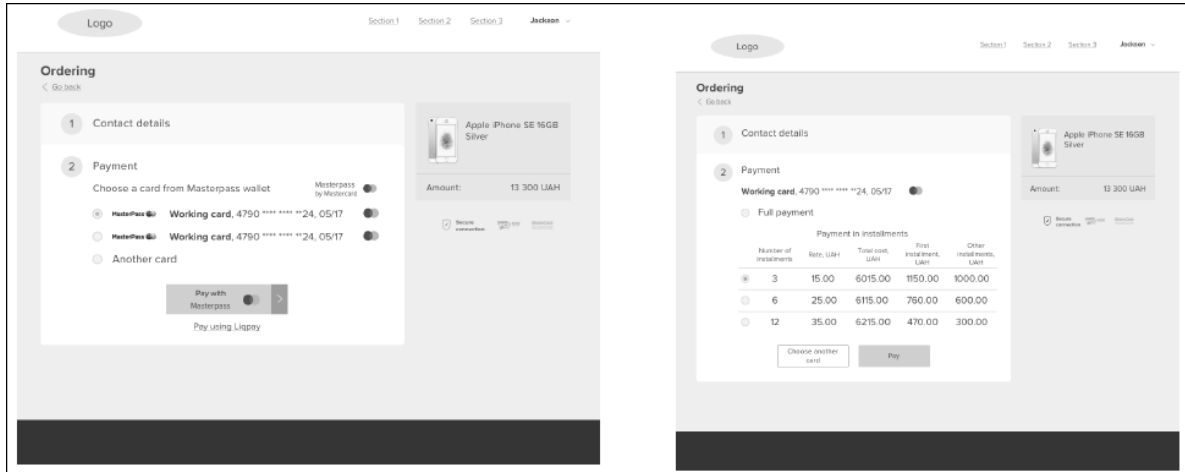 Logo
Section 1 Section 2 Section 3 Jackson
Ordering
Go back
1 Contact details
2 Payment
Choose a card from Masterpass wallet
Masterpass
by Mastercard
MasterPass Working card, 4790 **** **** **24, 05/17
MasterPass Working card, 4790 **** **** **24, 05/17
Another card
Pay with
Masterpass
Pay using Liqpay
Apple iPhone SE 16GB
Silver
Amount: 13 300 UAH
Secure
connection
Logo
Section 1 Section 2 Section 3 Jackson
Ordering
Go back
1 Contact details
2 Payment
Working card, 4790 **** **** **24, 05/17
Full payment
Payment in installments
Number of
installments
Rate, UAH
Total cost,
UAH
First
installment,
UAH
Other
installments,
UAH
3 15.00 6015.00 1150.00 1000.00
6 25.00 6115.00 760.00 600.00
12 35.00 6215.00 470.00 300.00
Choose another
card
Pay
Apple iPhone SE 16GB
Silver
Amount: 13 300 UAH
Secure
connection